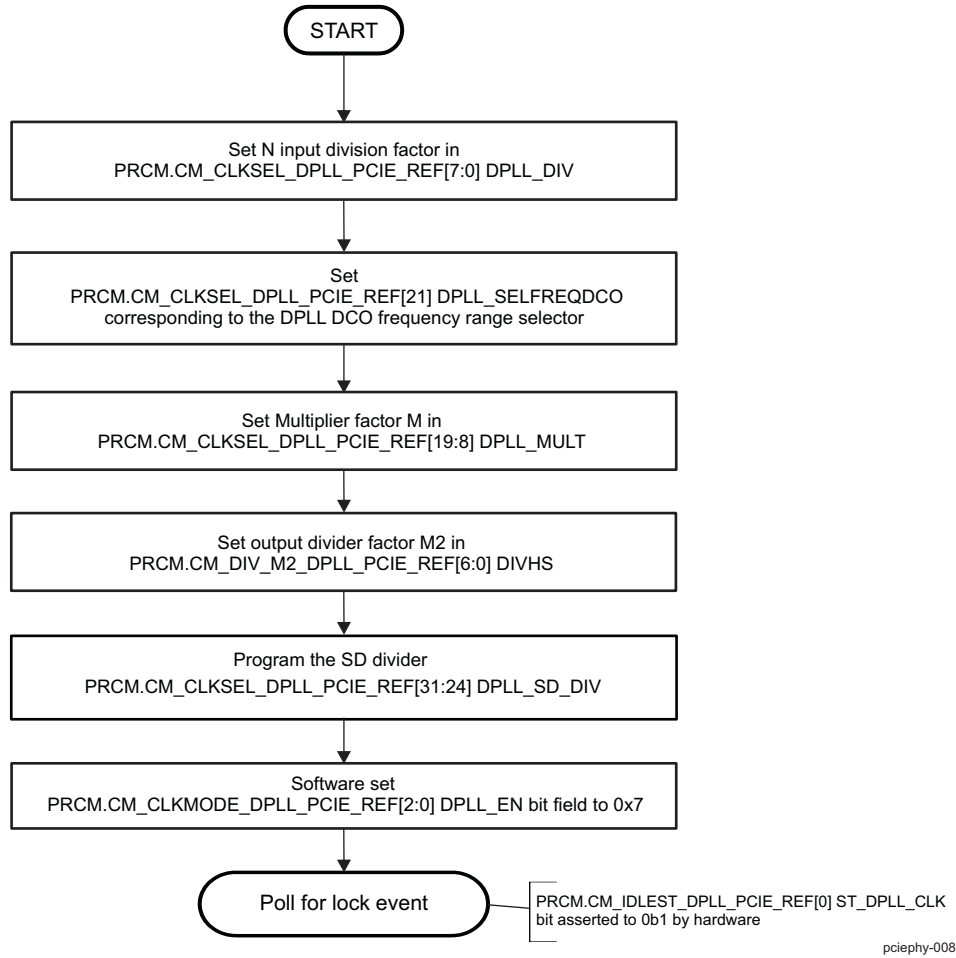 START
Set N input division factor in
PRCM.CM_CLKSEL_DPLL_PCIE_REF[7:0] DPLL_DIV
Set
PRCM.CM_CLKSEL_DPLL_PCIE_REF[21] DPLL_SELFREQDCO
corresponding to the DPLL DCO frequency range selector
Set Multiplier factor M in
PRCM.CM_CLKSEL_DPLL_PCIE_REF[19:8] DPLL_MULT
Set output divider factor M2 in
PRCM.CM_DIV_M2_DPLL_PCIE_REF[6:0] DIVHS
Program the SD divider
PRCM.CM_CLKSEL_DPLL_PCIE_REF[31:24] DPLL_SD_DIV
Software set
PRCM.CM_CLKMODE_DPLL_PCIE_REF[2:0] DPLL_EN bit field to 0x7
Poll for lock event
PRCM.CM_IDLEST_DPLL_PCIE_REF[0] ST_DPLL_CLK
bit asserted to 0b1 by hardware
pciephy-008